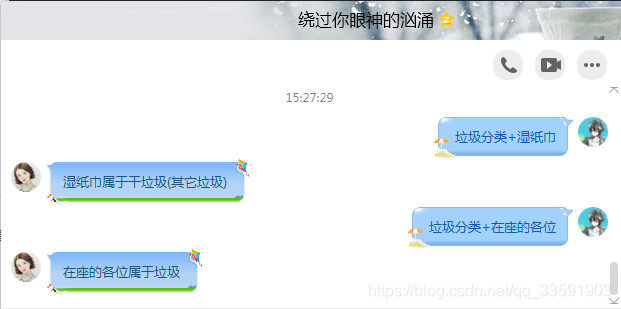 绕过你眼神的汹涌
15:27:29
垃圾分类+湿纸巾
湿纸巾属于干垃圾(其它垃圾)
垃圾分类+在座的各位
在座的各位属于垃圾
https://blog.csdn.net/qq_33591903